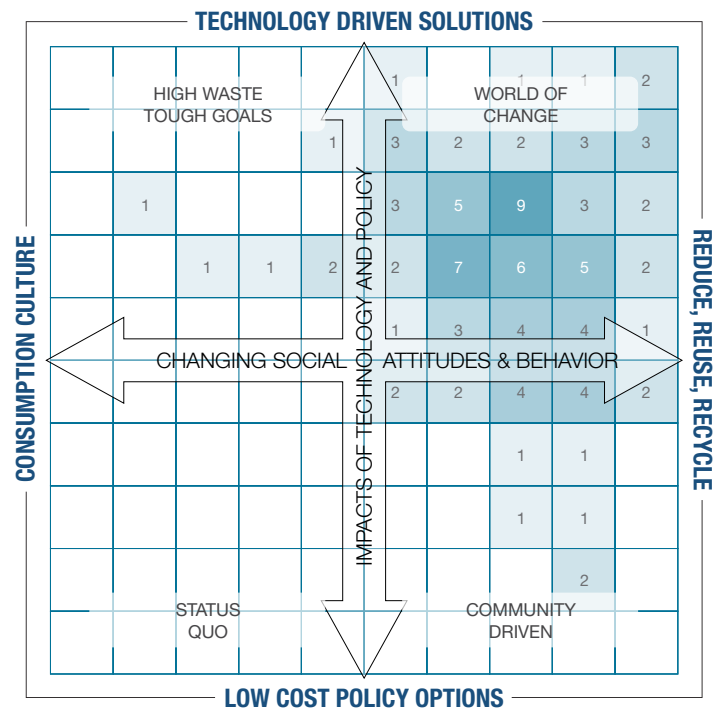 TECHNOLOGY DRIVEN SOLUTIONS
1 1 1 2
HIGH WASTE
TOUGH GOALS
WORLD OF
CHANGE
1 3 2 2 3 3
1 3 5 9 3 2
1 1 2 2 7 6 5 2
1 3 4 4 1
CHANGING SOCIAL ATTITUDES & BEHAVIOR
IMPACTS OF TECHNOLOGY AND POLICY
CONSUMPTION CULTURE
REDUCE, REUSE, RECYCLE
2 2 4 4 2
1 1
1 1
2
STATUS
QUO
COMMUNITY
DRIVEN
LOW COST POLICY OPTIONS